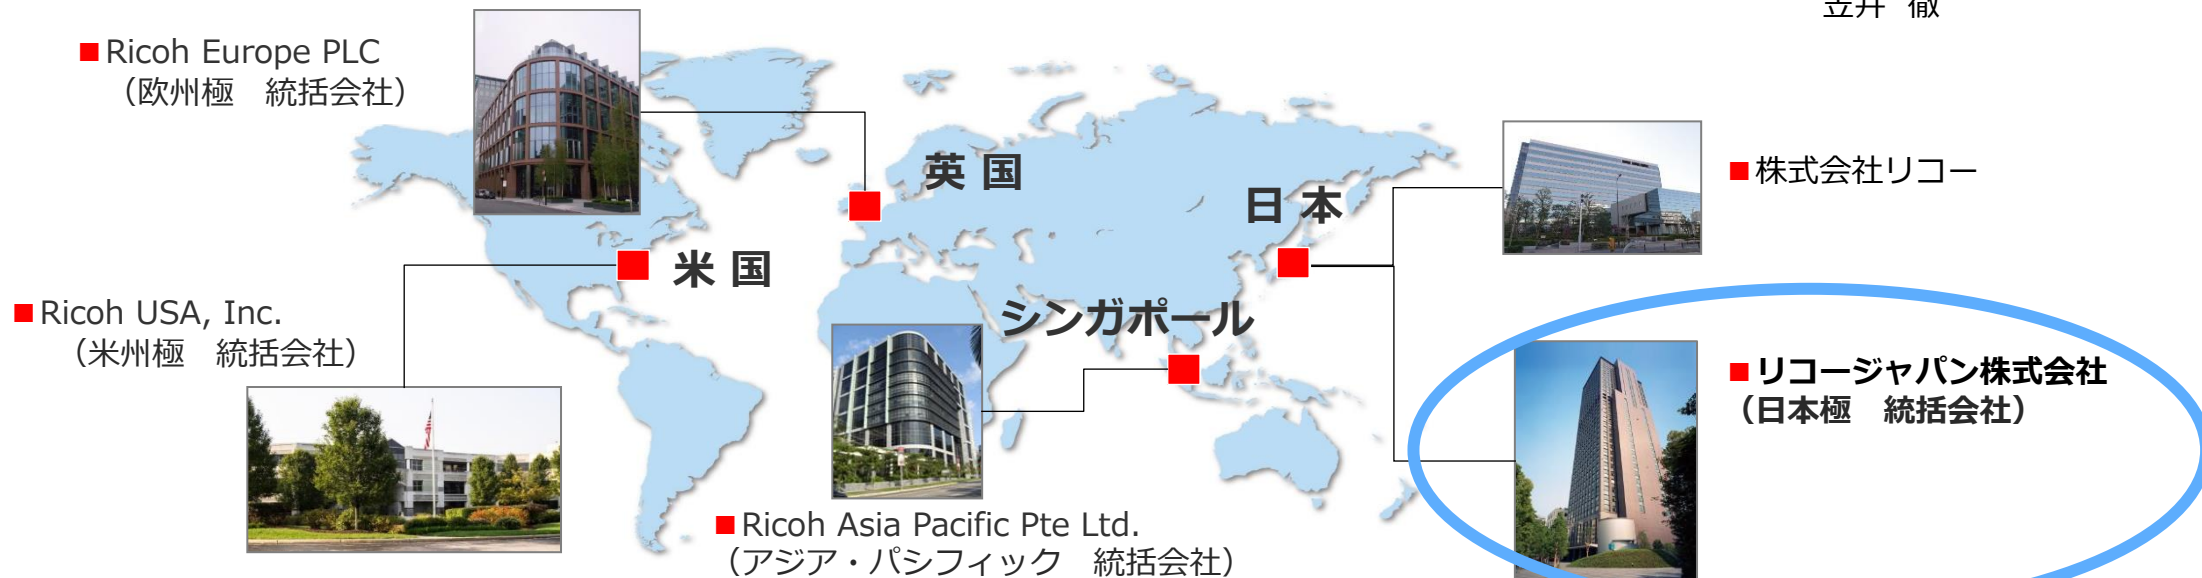 笠井 徹
■Ricoh Europe PLC
（欧州極　統括会社）
英 国
日 本
■株式会社リコー
米 国
■Ricoh USA, Inc.
（米州極　統括会社）
シンガポール
■リコージャパン株式会社
（日本極　統括会社）
■Ricoh Asia Pacific Pte Ltd.
（アジア・パシフィック　統括会社）